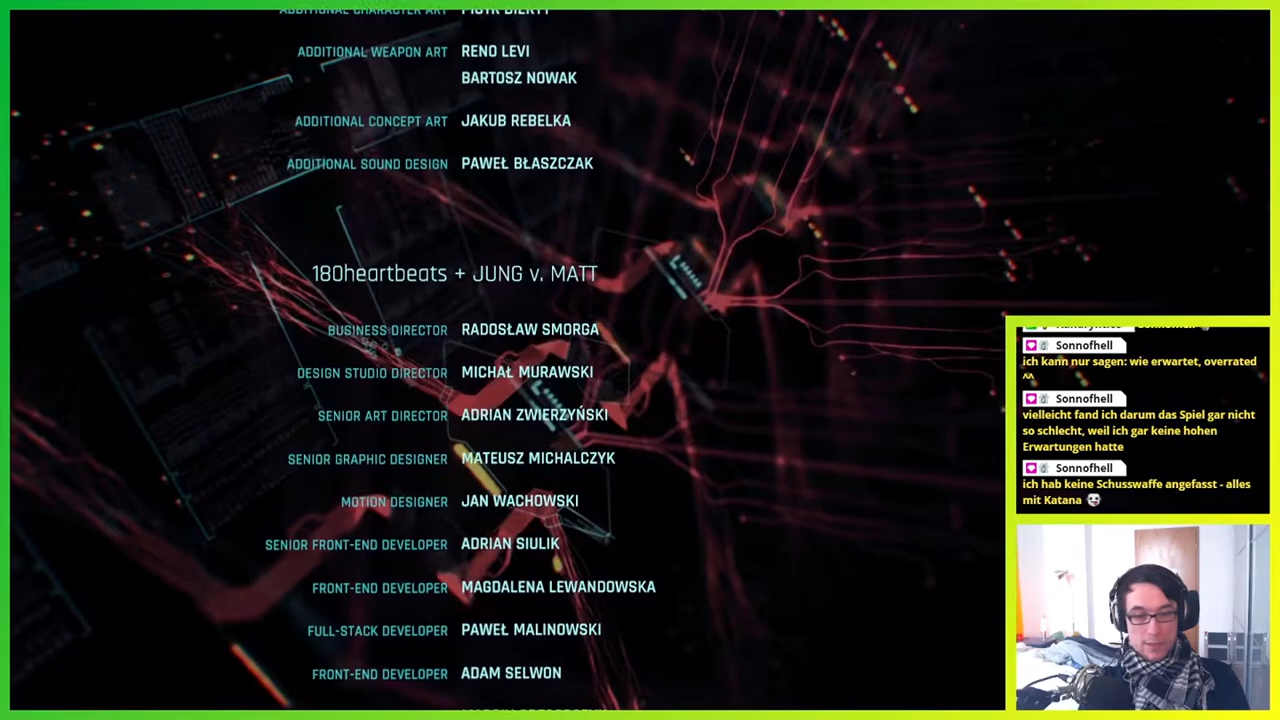 ADDITIONAL CHARACTER ART PIOTR
ADDITIONAL WEAPON ART RENO LEVI
BARTOSZ NOWAK
ADDITIONAL CONCEPT ART JAKUB REBELKA
ADDITIONAL SOUND DESIGN PAWEŁ BŁASZCZAK
180heartbeats + JUNG v. MATT
BUSINESS DIRECTOR RADOSŁAW SMORGA
DESIGN STUDIO DIRECTOR MICHAŁ MURAWSKI
SENIOR ART DIRECTOR ADRIAN ZWIERZYŃSKI
SENIOR GRAPHIC DESIGNER MATEUSZ MICHALCZYK
MOTION DESIGNER JAN WACHOWSKI
SENIOR FRONT-END DEVELOPER ADRIAN SIULIK
FRONT-END DEVELOPER MAGDALENA LEWANDOWSKA
FULL-STACK DEVELOPER PAWEŁ MALINOWSKI
FRONT-END DEVELOPER ADAM SELWON
Sonnofhell
ich kann nur sagen: wie erwartet, overrated
^^
Sonnofhell
vielleicht fand ich darum das Spiel gar nicht
so schlecht, weil ich gar keine hohen
Erwartungen hatte
Sonnofhell
ich hab keine Schusswaffe angefasst - alles
mit Katana